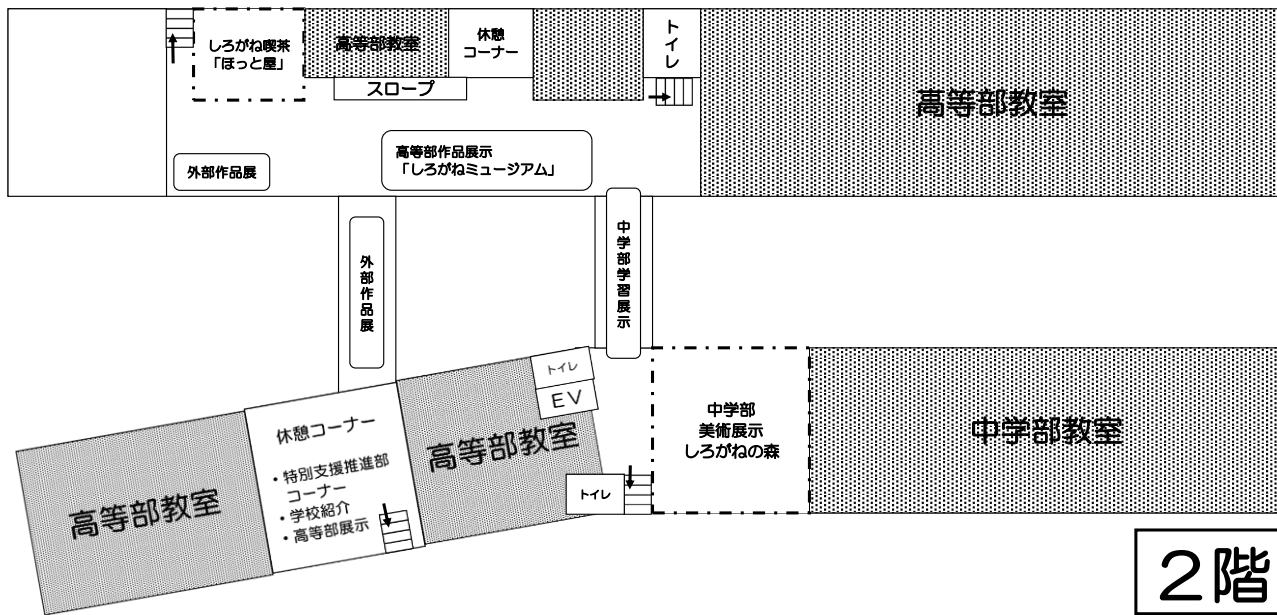 しろがね喫茶
「ほっと屋」
高等部教室
休憩
コーナー
トイレ
スロープ
高等部教室
外部作品展
高等部作品展示
「しろがねミュージアム」
外部作品展
中学部学習展示
トイレ
EV
高等部教室
休憩コーナー
・特別支援推進部
コーナー
・学校紹介
・高等部展示
高等部教室
トイレ
中学部
美術展示
しろがねの森
中学部教室
2階